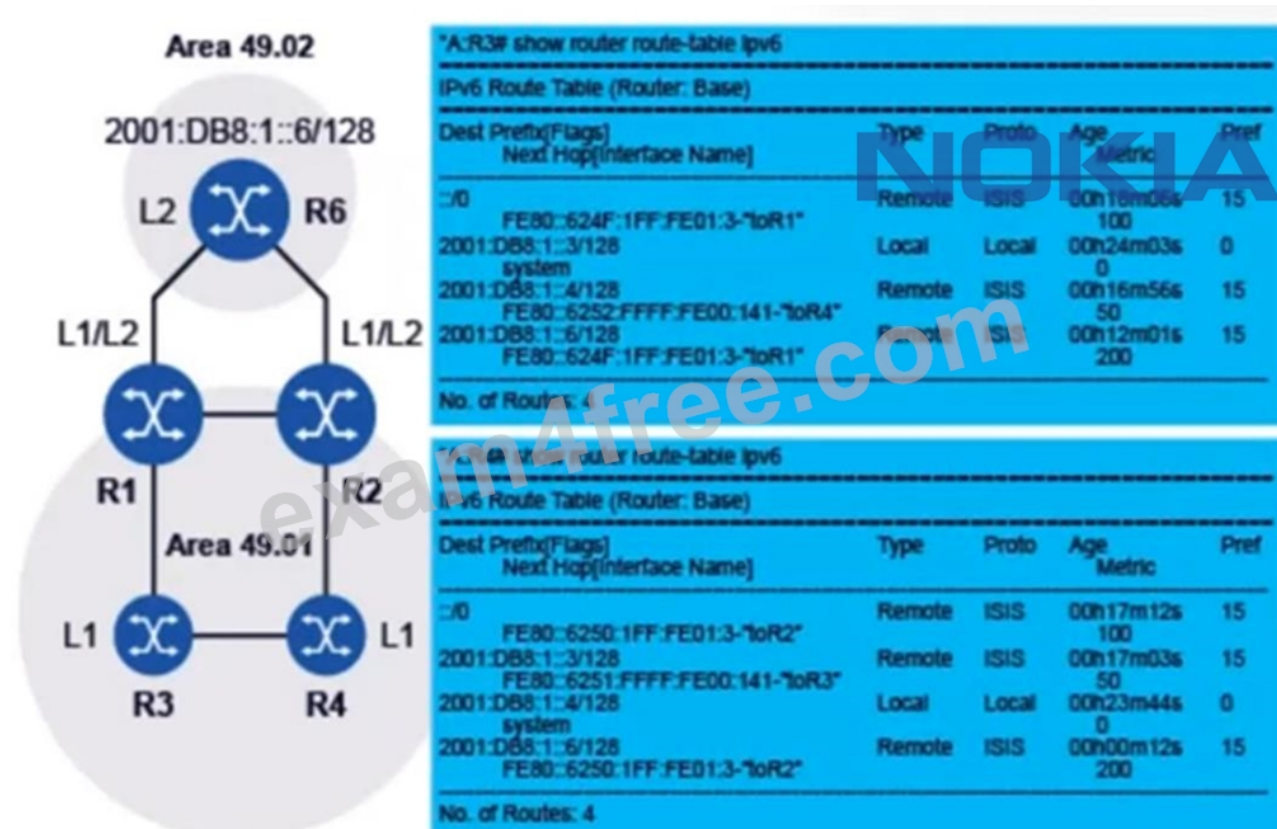 Area 49.02
2001:DB8:1::6/128
L2
R6
L1/L2
L1/L2
R1
R2
Area 49.01
L1
L1
R3
R4
*A:R3# show router route-table ipv6
IPv6 Route Table (Router: Base)
Dest Prefix[Flags] Type Proto Age Pref
Next Hop[Interface Name] Metric
::/0 Remote ISIS 00h16m06s 15
FE80::624F:1FF:FE01:3-"toR1" 100
2001:DB8:1::3/128 Local Local 00h24m03s 0
system 0
2001:DB8:1::4/128 Remote ISIS 00h16m56s 15
FE80::6252:FFFF:FE00:141-"toR4" 50
2001:DB8:1::6/128 Remote ISIS 00h12m01s 15
FE80::624F:1FF:FE01:3-"toR1" 200
No. of Routes: 4
*A:R4# show router route-table ipv6
IPv6 Route Table (Router: Base)
Dest Prefix[Flags] Type Proto Age Pref
Next Hop[Interface Name] Metric
::/0 Remote ISIS 00h17m12s 15
FE80::6250:1FF:FE01:3-"toR2" 100
2001:DB8:1::3/128 Remote ISIS 00h17m03s 15
FE80::6251:FFFF:FE00:141-"toR3" 50
2001:DB8:1::4/128 Local Local 00h23m44s 0
system 0
2001:DB8:1::6/128 Remote ISIS 00h00m12s 15
FE80::6250:1FF:FE01:3-"toR2" 200
No. of Routes: 4
NOKIA
exam4free.com